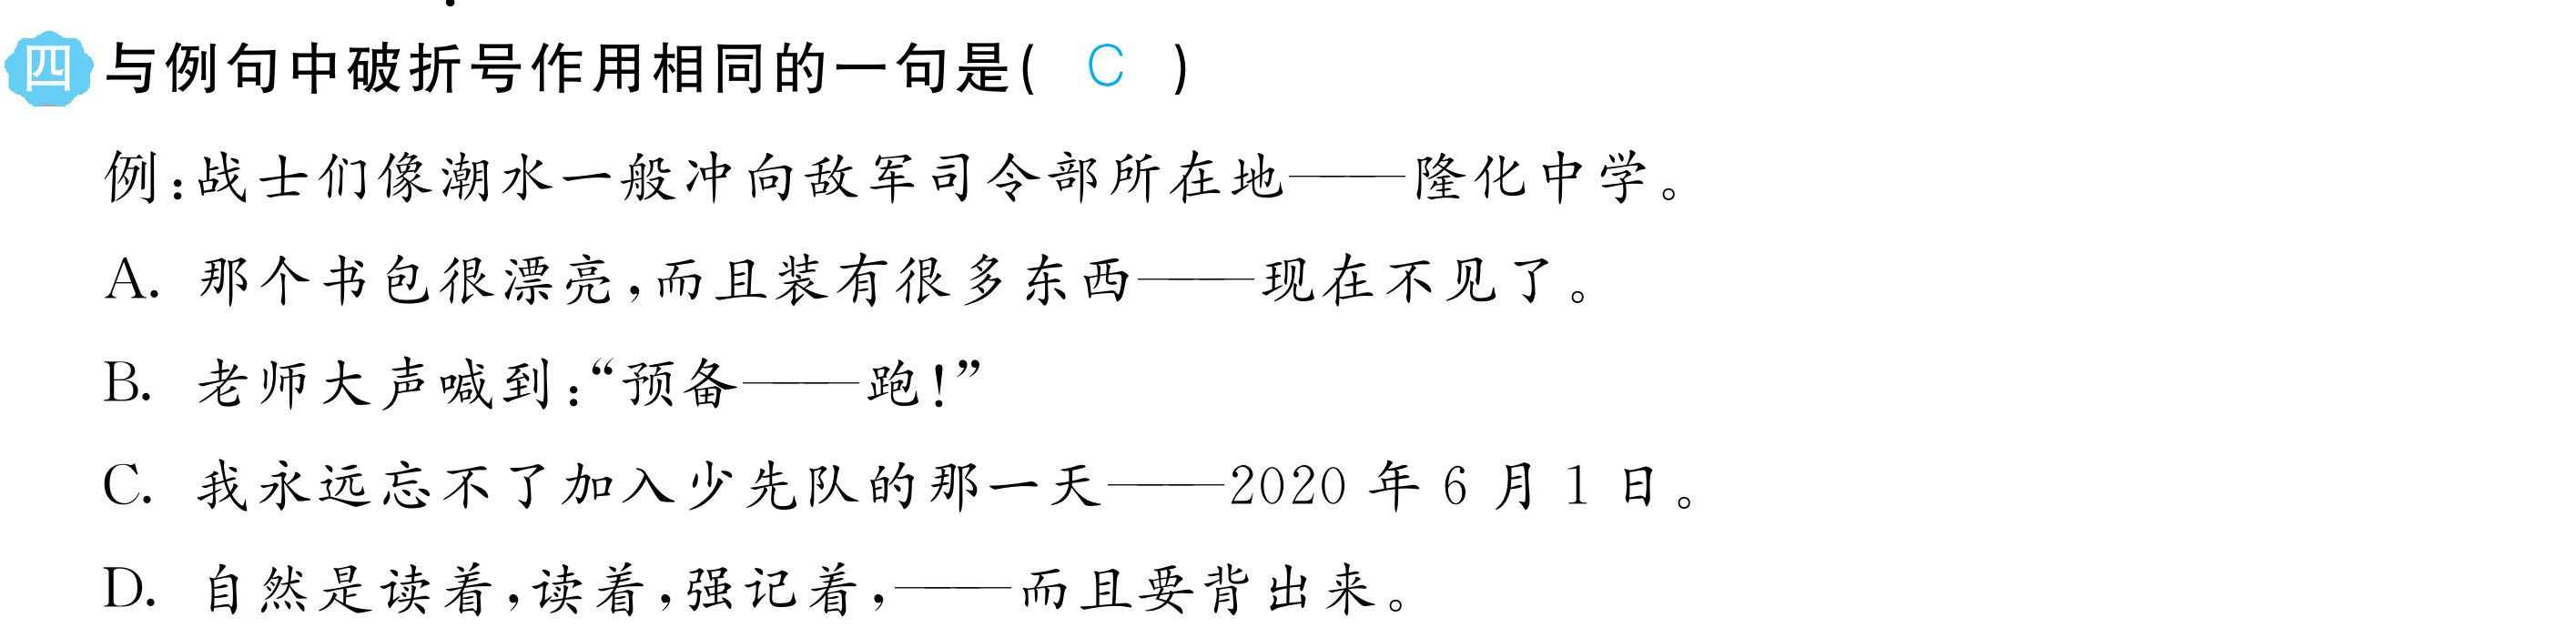 四 与例句中破折号作用相同的一句是( C )
例:战士们像潮水一般冲向敌军司令部所在地——隆化中学。
A. 那个书包很漂亮,而且装有很多东西——现在不见了。
B. 老师大声喊到:“预备——跑!”
C. 我永远忘不了加入少先队的那一天——2020 年 6 月 1 日。
D. 自然是读着,读着,强记着,——而且要背出来。